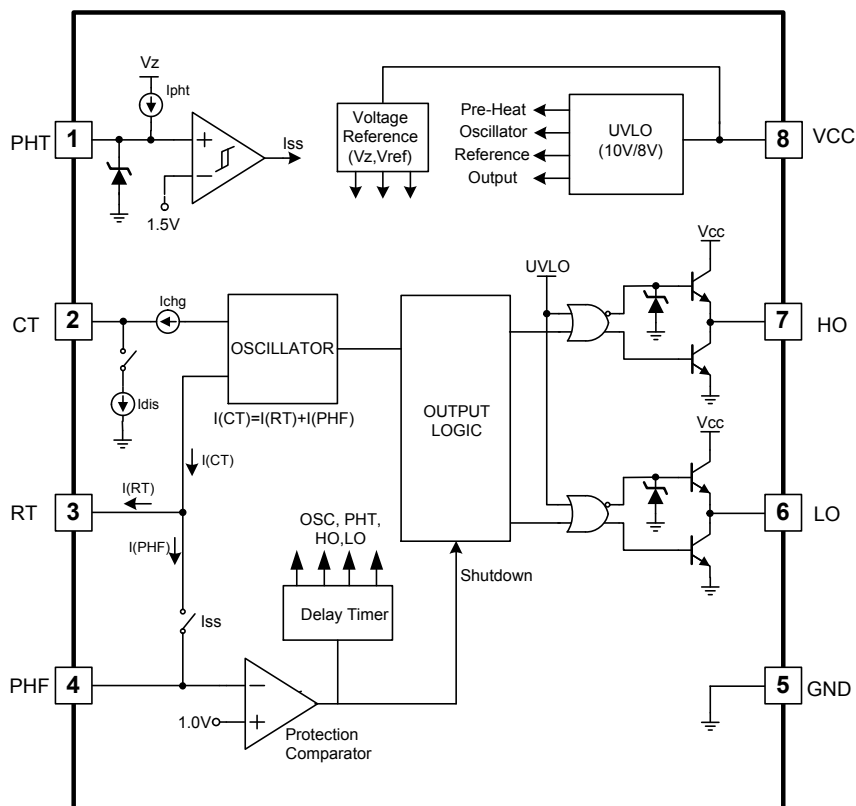 Vz
Ipht
PHT
1
Iss
1.5V
Voltage
Reference
(Vz,Vref)
Pre-Heat
Oscillator
Reference
Output
UVLO
(10V/8V)
8
VCC
CT
2
Ichg
OSCILLATOR
Idis
I(CT)=I(RT)+I(PHF)
I(CT)
OUTPUT
LOGIC
UVLO
Vcc
7
HO
Vcc
6
LO
RT
3
I(RT)
I(PHF)
Iss
OSC, PHT,
HO,LO
Delay Timer
Shutdown
PHF
4
1.0V
Protection
Comparator
5
GND